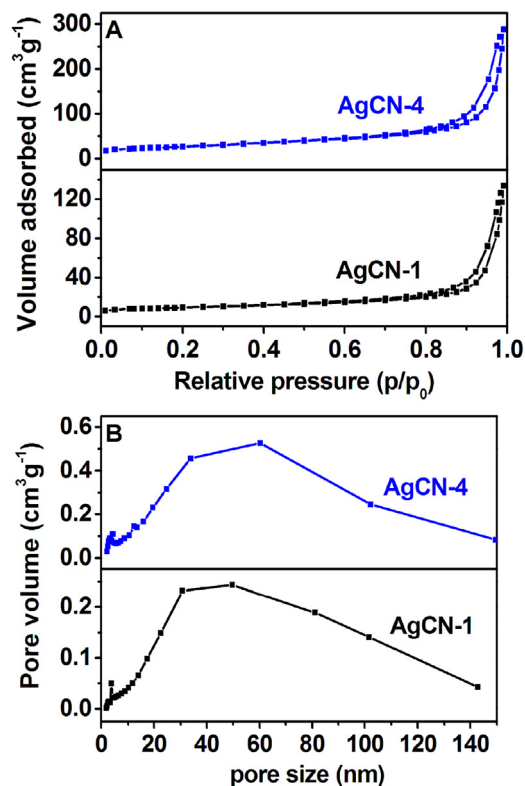 A
300
200
100
0
AgCN-4
120
80
40
0
AgCN-1
Volume adsorbed (cm³g⁻¹)
0.0 0.2 0.4 0.6 0.8 1.0
Relative pressure (p/p₀)
B
0.6
0.4
0.2
0.0
AgCN-4
0.2
0.1
0.0
AgCN-1
Pore volume (cm³g⁻¹)
0 20 40 60 80 100 120 140
pore size (nm)